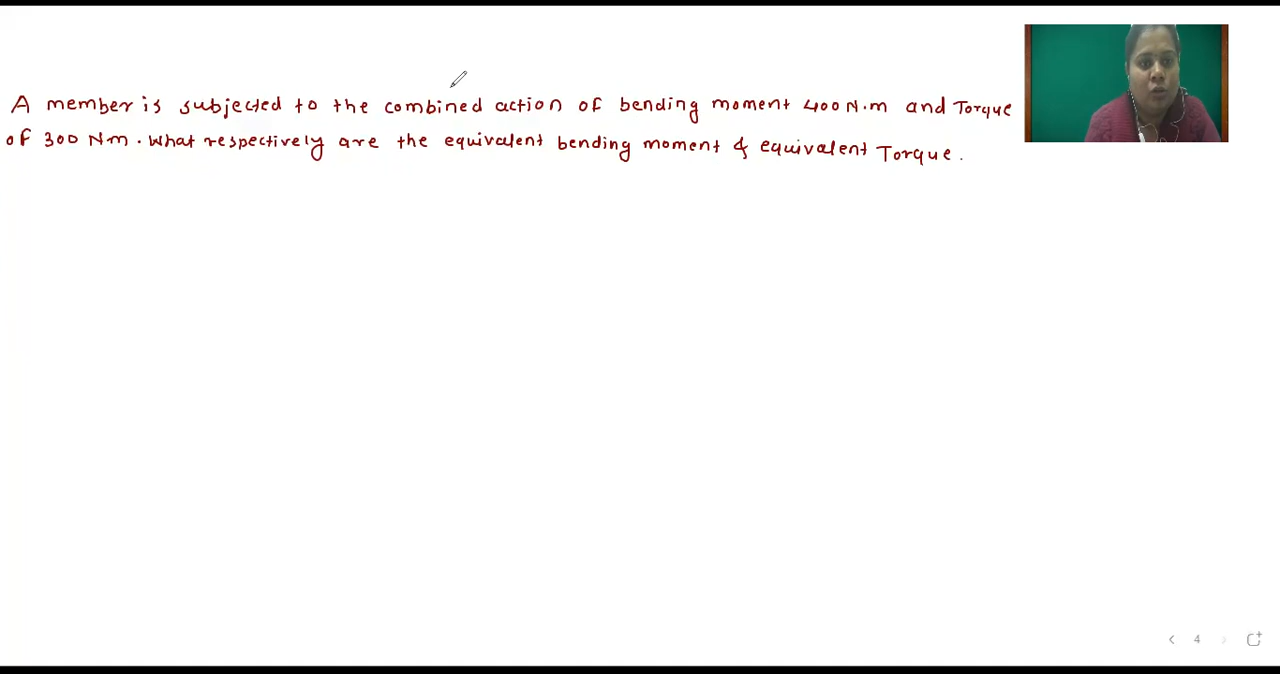 A member is subjected to the combined action of bending moment 400 N.m and Torque
of 300 Nm. What respectively are the equivalent bending moment & equivalent Torque.
4